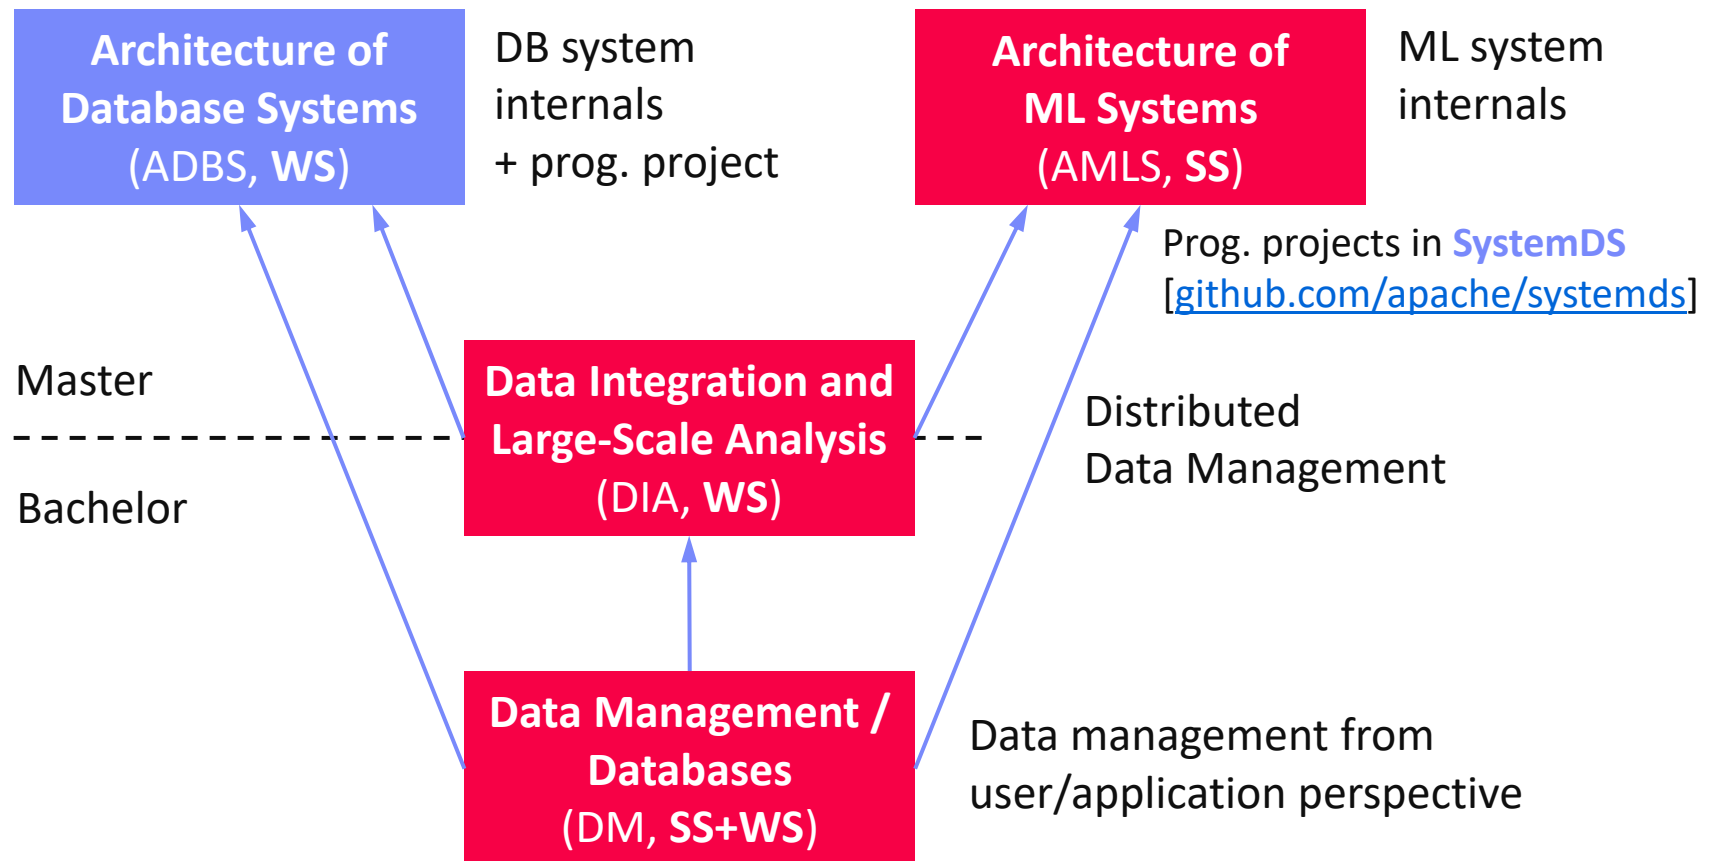 Architecture of
Database Systems
(ADBS, WS)
DB system
internals
+ prog. project
Architecture of
ML Systems
(AMLS, SS)
ML system
internals
Prog. projects in SystemDS
[github.com/apache/systemds]
Master
Data Integration and
Large-Scale Analysis
(DIA, WS)
Distributed
Data Management
Bachelor
Data Management /
Databases
(DM, SS+WS)
Data management from
user/application perspective